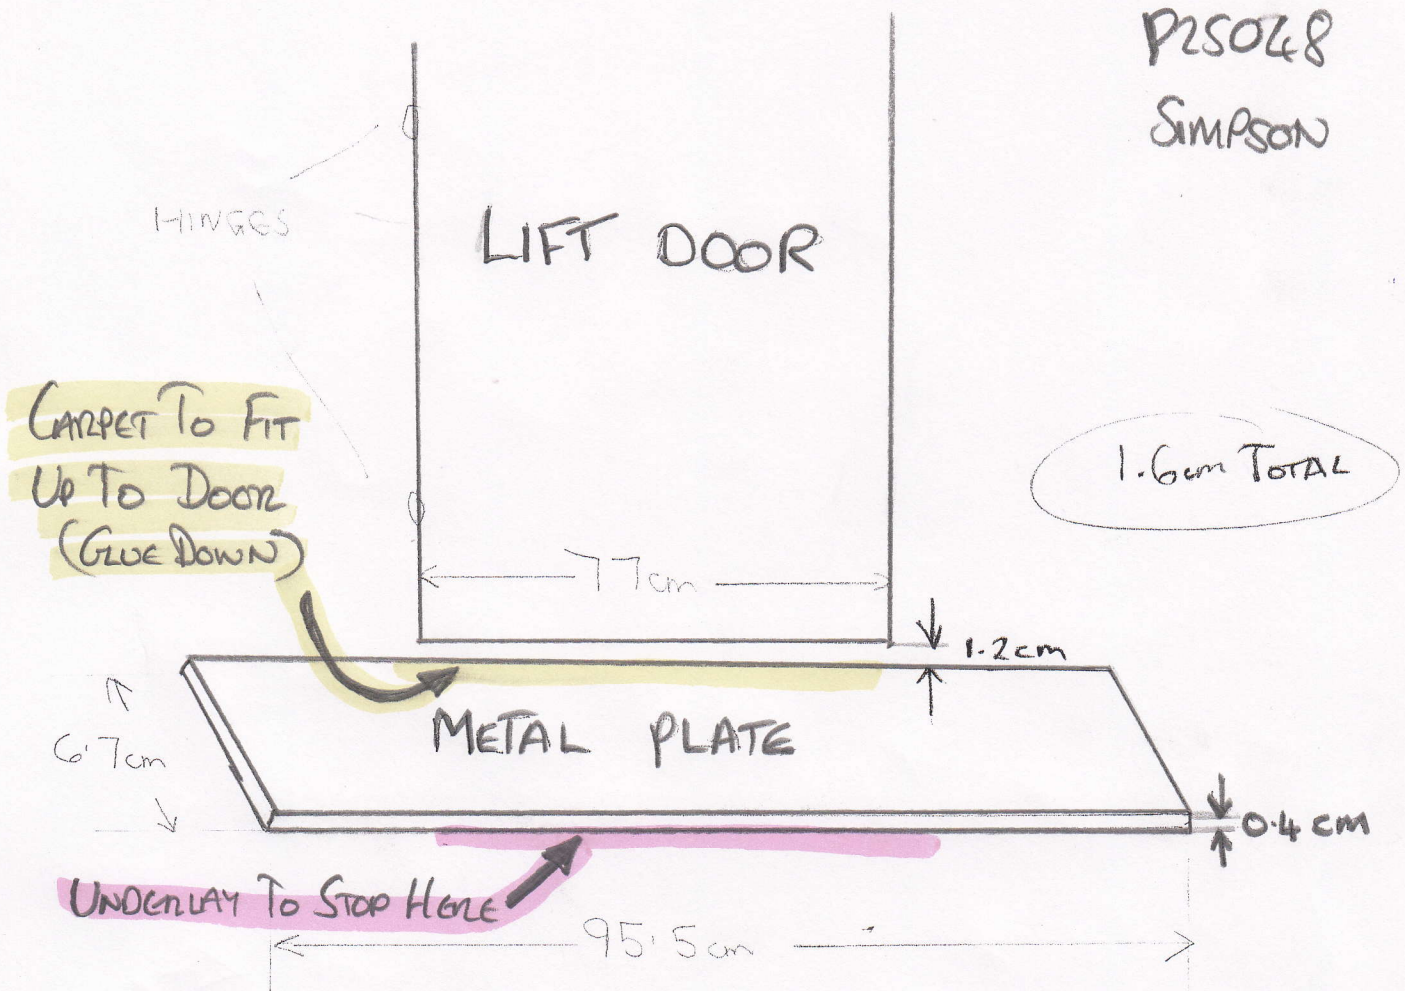 P25048
SIMPSON
HINGES
LIFT DOOR
CARPET TO FIT
UP TO DOOR
(GLUE DOWN)
1.6cm TOTAL
77cm
1.2cm
METAL PLATE
6.7cm
0.4 cm
UNDERLAY TO STOP HERE
95.5cm